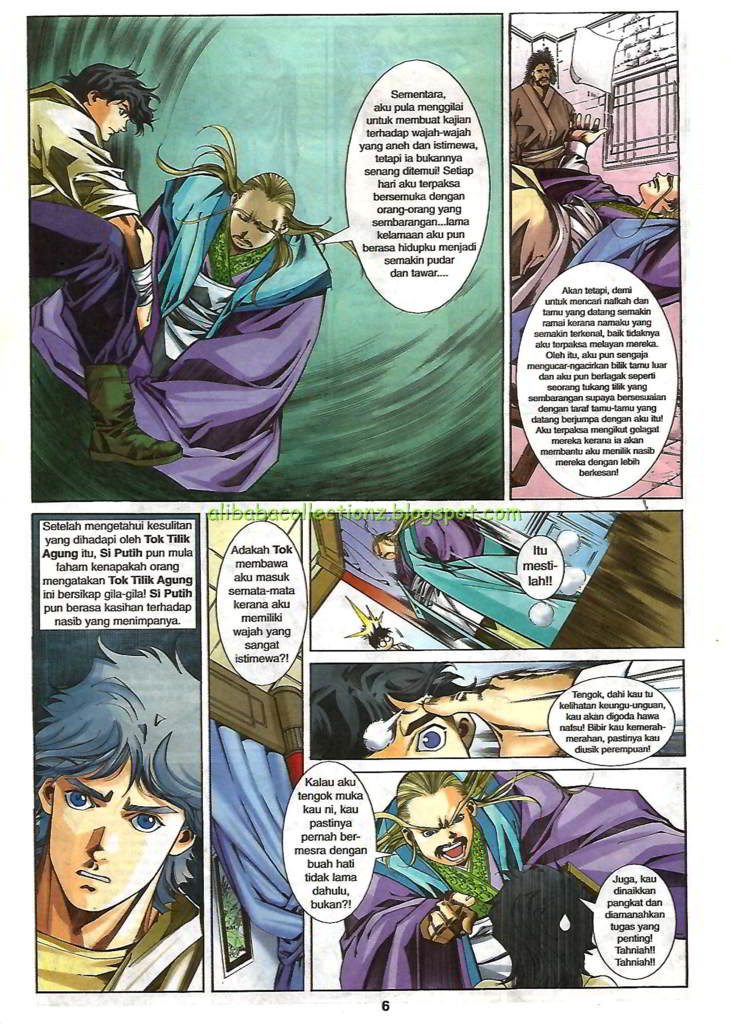 Sementara,
aku pula menggilai
untuk membuat kajian
terhadap wajah-wajah
yang aneh dan istimewa,
tetapi ia bukannya
senang ditemui! Setiap
hari aku terpaksa
bersemuka dengan
orang-orang yang
sembarangan...lama
kelamaan aku pun
berasa hidupku menjadi
semakin pudar
dan tawar....
Akan tetapi, demi
untuk mencari nafkah dan
tamu yang datang semakin
ramai kerana namaku yang
semakin terkenal, baik tidaknya
aku terpaksa melayan mereka.
Oleh itu, aku pun sengaja
mengucar-ngacirkan bilik tamu luar
dan aku pun berlagak seperti
seorang tukang tilik yang
sembarangan supaya bersesuaian
dengan taraf tamu-tamu yang
datang berjumpa dengan aku itu!
Aku terpaksa mengikut gelagat
mereka kerana ia akan
membantu aku menilik nasib
mereka dengan lebih
berkesan!
alibabacollectionz.blogspot.com
Setelah mengetahui kesulitan
yang dihadapi oleh Tok Tilik
Agung itu, Si Putih pun mula
faham kenapakah orang
mengatakan Tok Tilik Agung
ini bersikap gila-gila! Si Putih
pun berasa kasihan terhadap
nasib yang menimpanya.
Adakah Tok
membawa
aku masuk
semata-mata
kerana aku
memiliki
wajah yang
sangat
istimewa?!
Itu
mesti-
lah!!
Tengok, dahi kau tu
kelihatan keungu-unguan,
kau akan digoda hawa
nafsu! Bibir kau kemerah-
merahan, pastinya kau
diusik perempuan!
Kalau aku
tengok muka
kau ni, kau
pastinya
pernah ber-
mesra dengan
buah hati
tidak lama
dahulu,
bukan?!
Juga, kau
dinaikkan
pangkat dan
diamanahkan
tugas yang
penting!
Tahniah!!
Tahniah!!
6